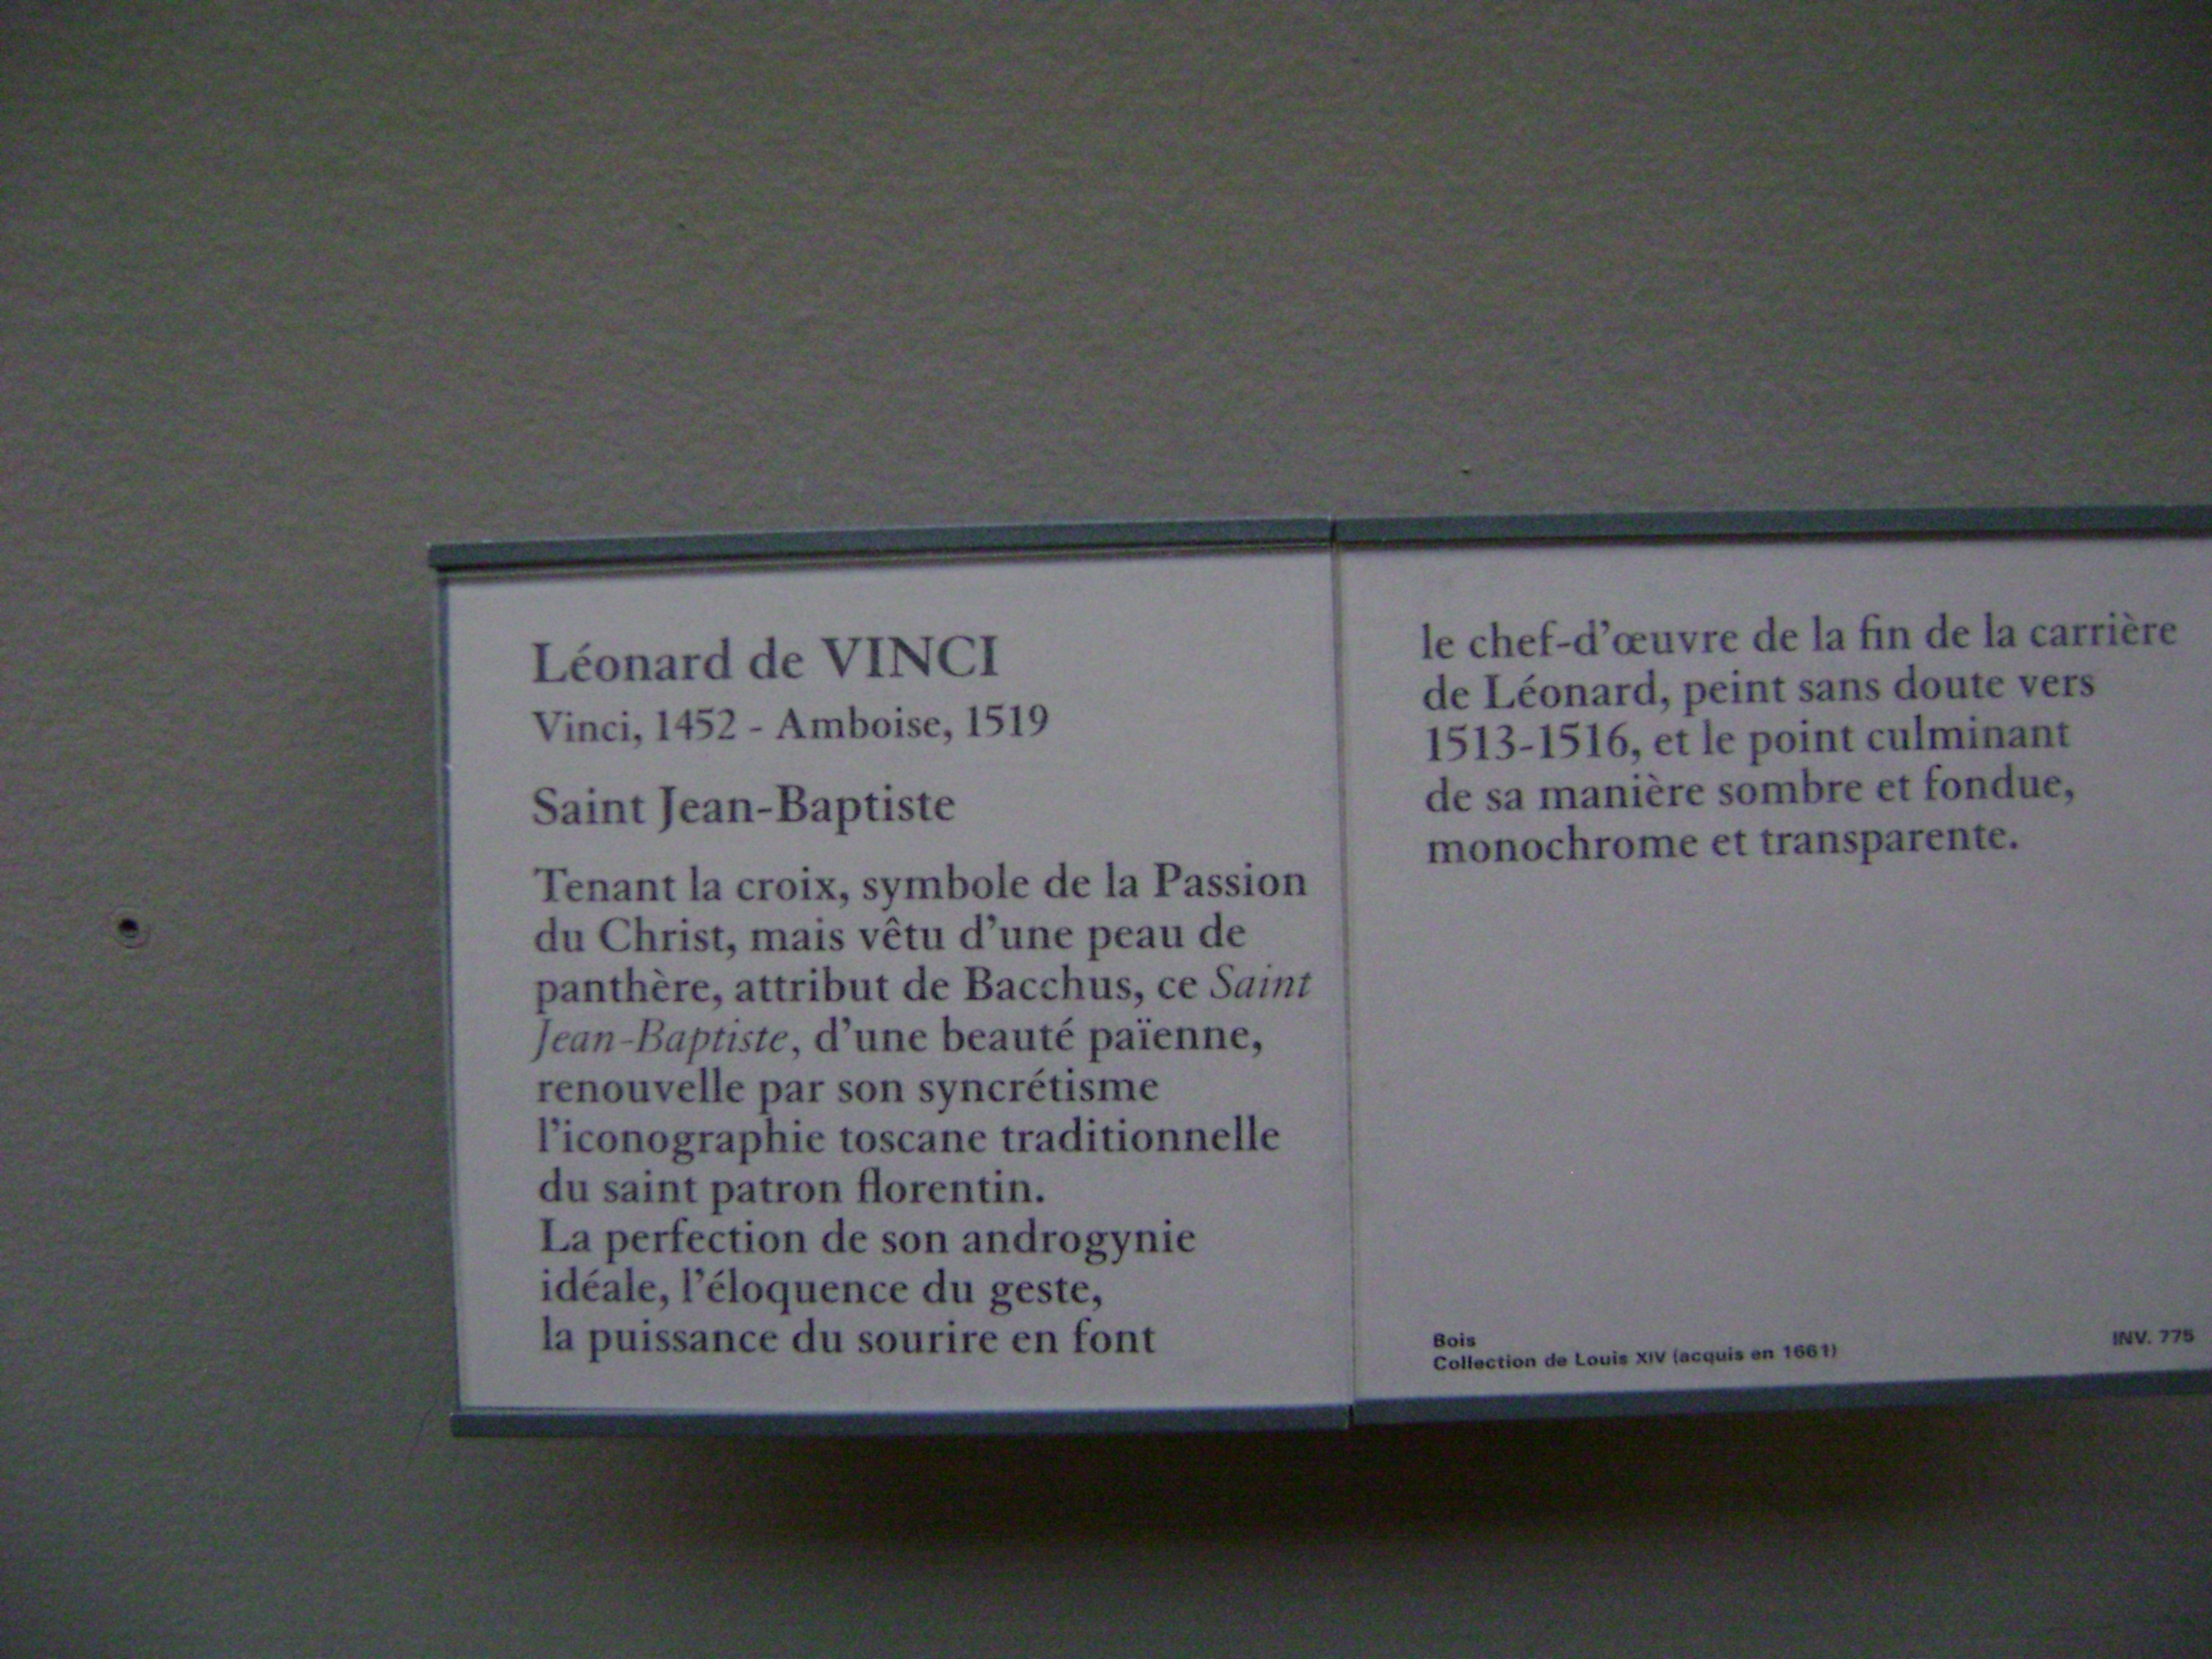 Léonard de VINCI
Vinci, 1452 - Amboise, 1519
Saint Jean-Baptiste
Tenant la croix, symbole de la Passion
du Christ, mais vêtu d'une peau de
panthère, attribut de Bacchus, ce Saint
Jean-Baptiste, d'une beauté païenne,
renouvelle par son syncrétisme
l'iconographie toscane traditionnelle
du saint patron florentin.
La perfection de son androgynie
idéale, l'éloquence du geste,
la puissance du sourire en font
le chef-d'œuvre de la fin de la carrière
de Léonard, peint sans doute vers
1513-1516, et le point culminant
de sa manière sombre et fondue,
monochrome et transparente.
Bois
Collection de Louis XIV (acquis en 1661)
INV. 775